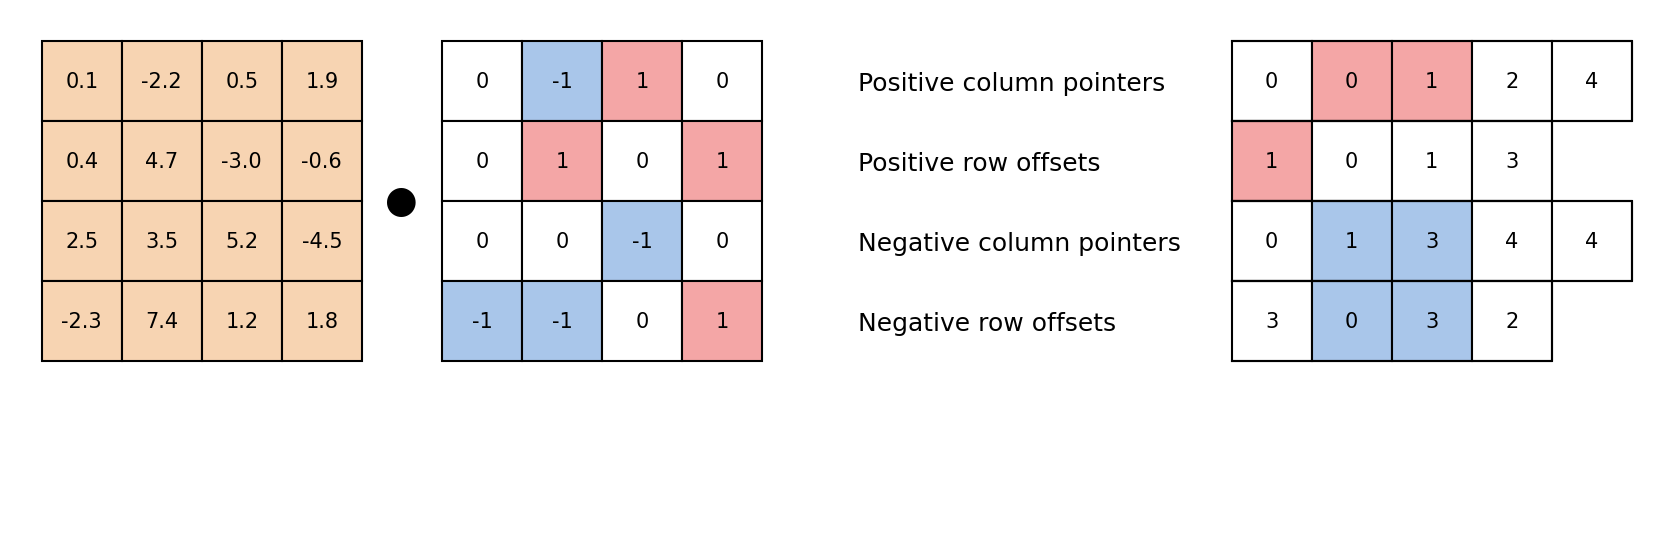 0.1 -2.2 0.5 1.9 0 -1 1 0 Positive column pointers 0 0 1 2 4
0.4 4.7 -3.0 -0.6 0 1 0 1 Positive row offsets 1 0 1 3
2.5 3.5 5.2 -4.5 0 0 -1 0 Negative column pointers 0 1 3 4 4
-2.3 7.4 1.2 1.8 -1 -1 0 1 Negative row offsets 3 0 3 2